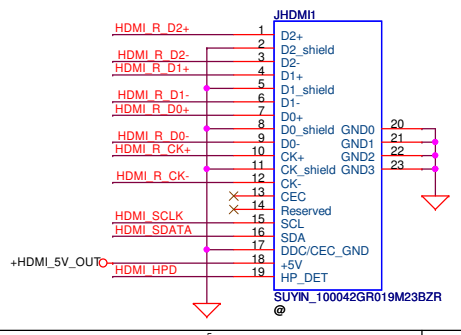 JHDMI1
HDMI_R_D2+ 1 D2+
2 D2_shield
HDMI_R_D2- 3 D2-
HDMI_R_D1+ 4 D1+
5 D1_shield
HDMI_R_D1- 6 D1-
HDMI_R_D0+ 7 D0+
8 D0_shield GND0 20
HDMI_R_D0- 9 D0- GND1 21
HDMI_R_CK+ 10 CK+ GND2 22
11 CK_shield GND3 23
HDMI_R_CK- 12 CK-
13 CEC
14 Reserved
HDMI_SCLK 15 SCL
HDMI_SDATA 16 SDA
17 DDC/CEC_GND
+HDMI_5V_OUT 18 +5V
HDMI_HPD 19 HP_DET
SUYIN_100042GR019M23BZR
@